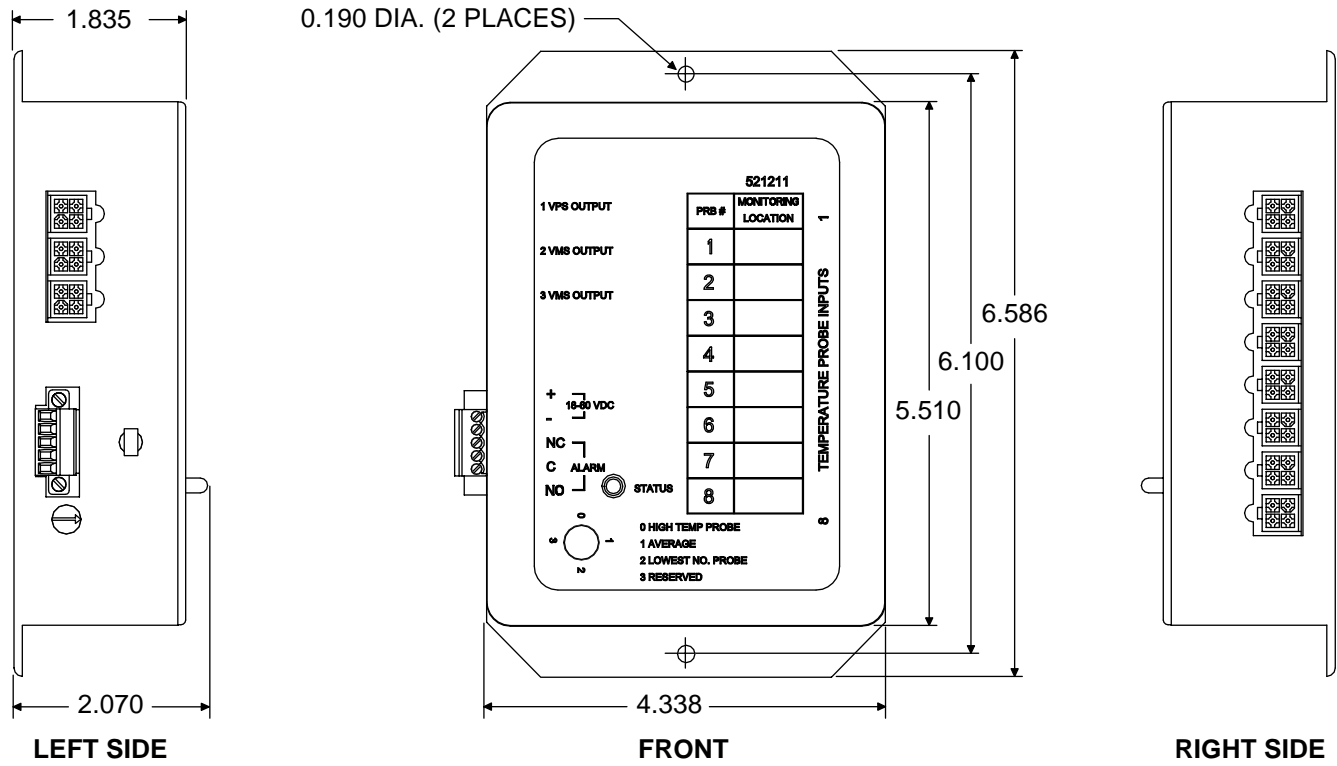 1.835
0.190 DIA. (2 PLACES)
521211
PRB #
MONITORING
LOCATION
1 VPS OUTPUT
2 VMS OUTPUT
3 VMS OUTPUT
1
2
3
4
5
6
7
8
1
TEMPERATURE PROBE INPUTS
8
6.586
6.100
5.510
+
-
18-60 VDC
NC
C
NO
ALARM
STATUS
0
1
2
3
0 HIGH TEMP PROBE
1 AVERAGE
2 LOWEST NO. PROBE
3 RESERVED
2.070
4.338
LEFT SIDE
FRONT
RIGHT SIDE